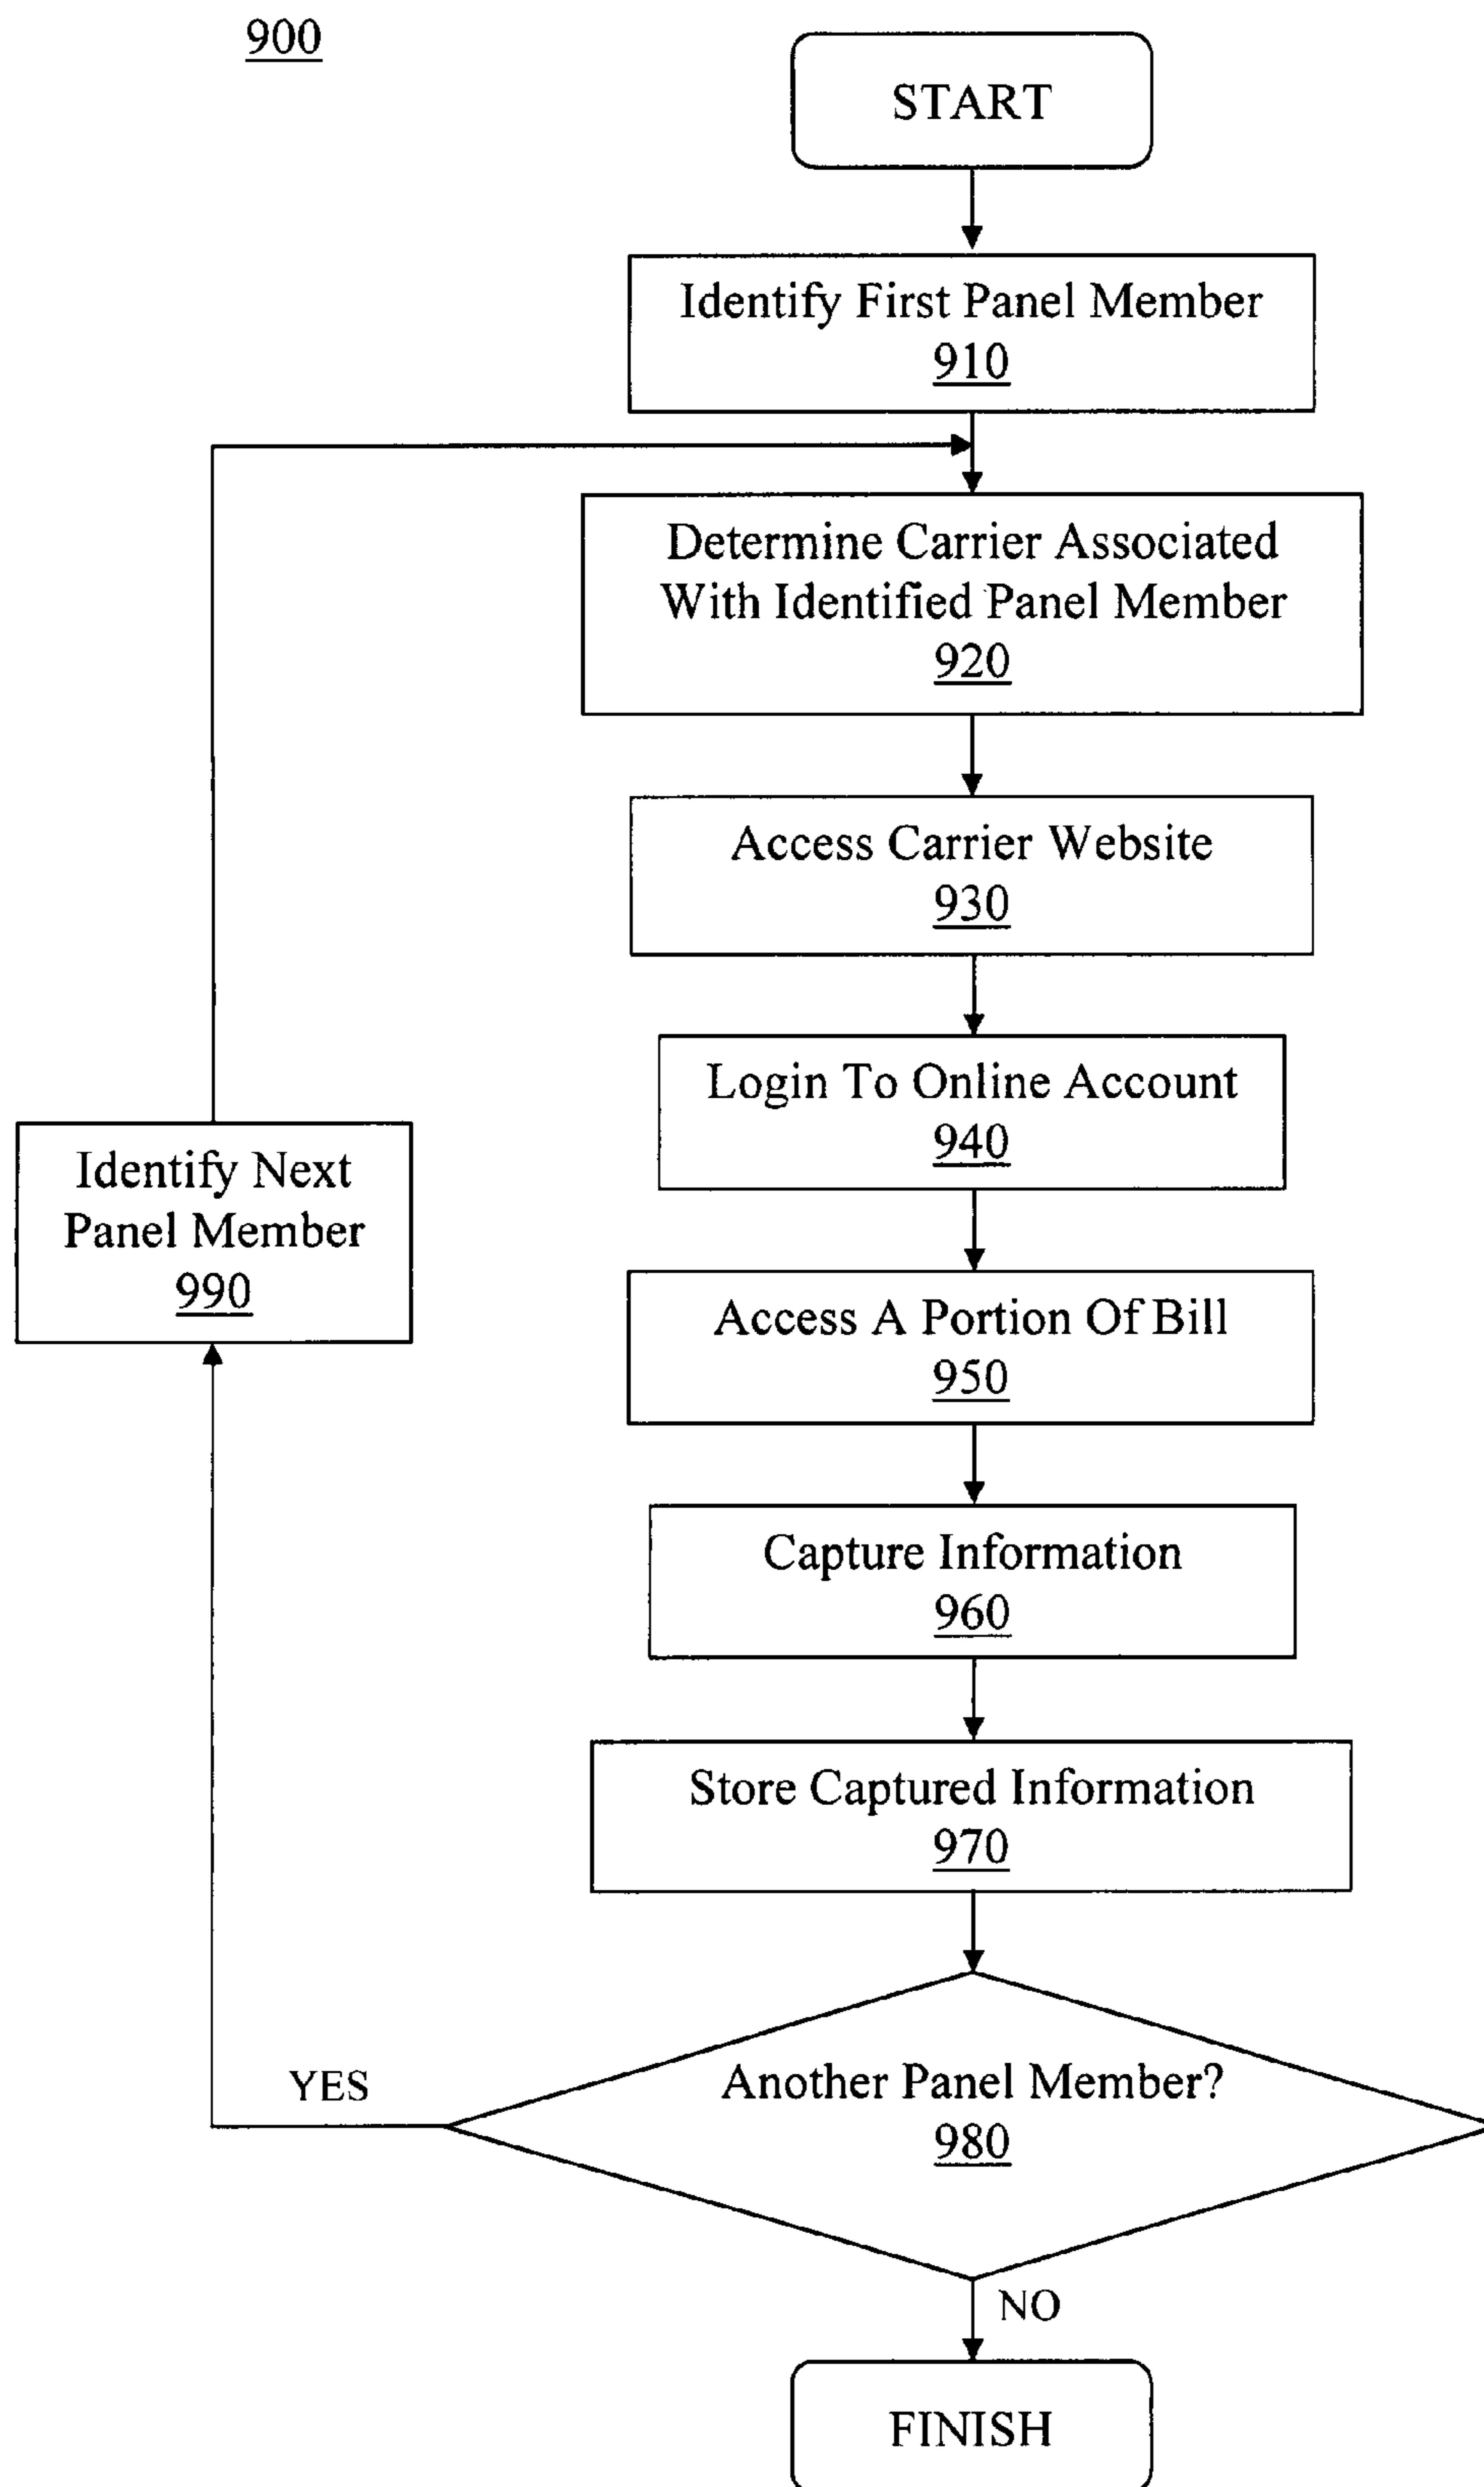 900
START
Identify First Panel Member
910
Determine Carrier Associated
With Identified Panel Member
920
Access Carrier Website
930
Login To Online Account
940
Identify Next
Panel Member
990
Access A Portion Of Bill
950
Capture Information
960
Store Captured Information
970
YES
Another Panel Member?
980
NO
FINISH